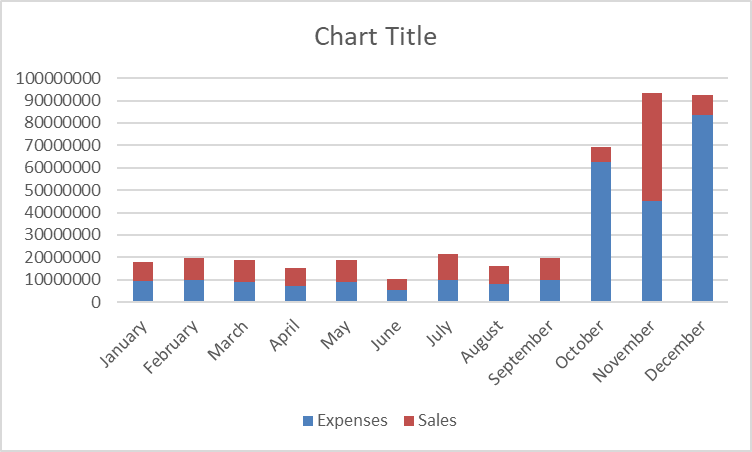 Chart Title
100000000
90000000
80000000
70000000
60000000
50000000
40000000
30000000
20000000
10000000
0
January
February
March
April
May
June
July
August
September
October
November
December
Expenses Sales